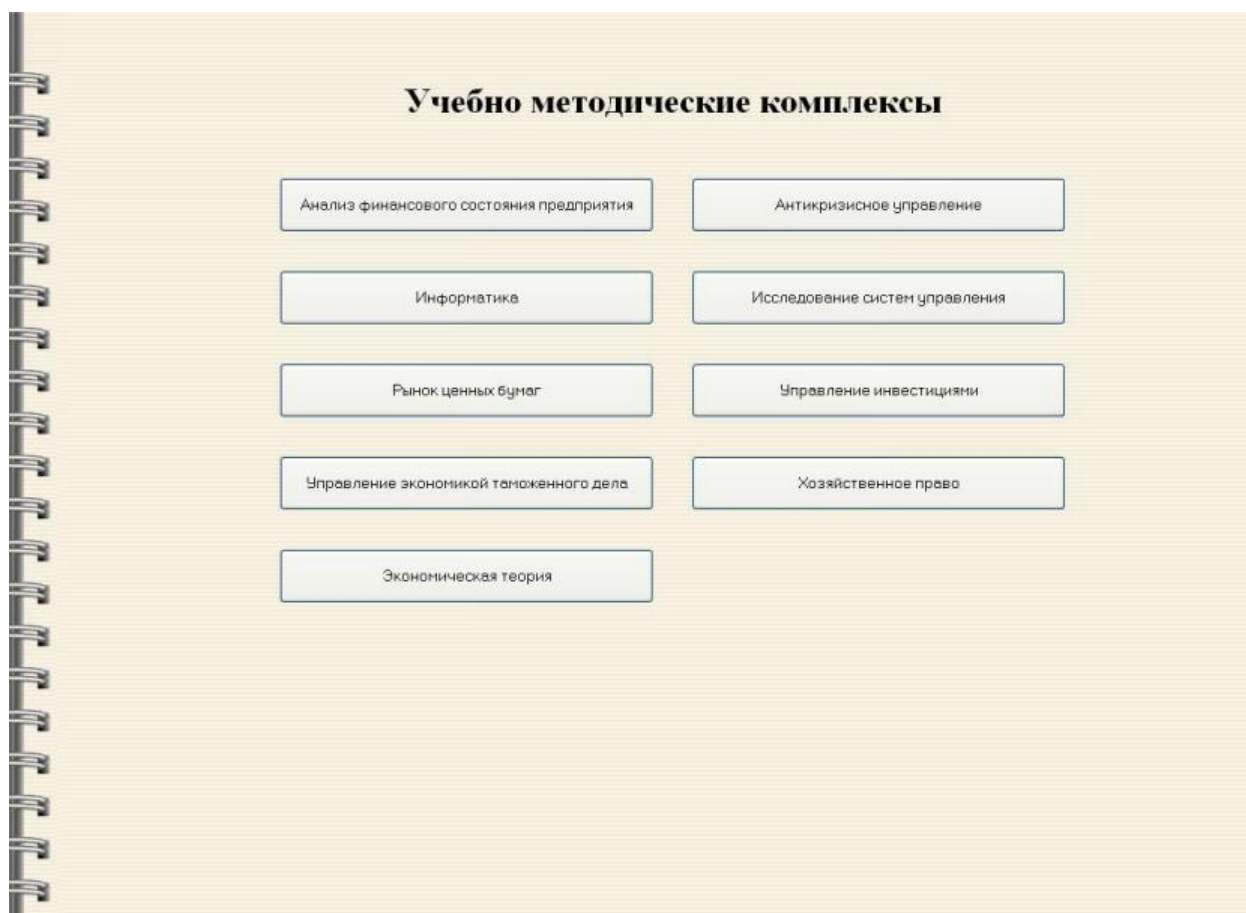 Учебно методические комплексы
Анализ финансового состояния предприятия
Антикризисное управление
Информатика
Исследование систем управления
Рынок ценных бумаг
Управление инвестициями
Управление экономикой таможенного дела
Хозяйственное право
Экономическая теория